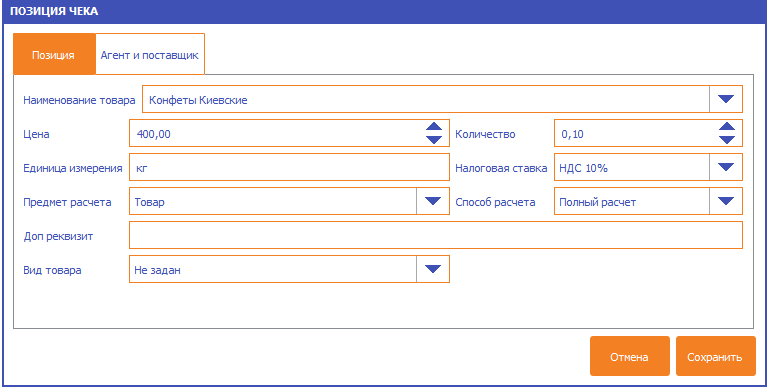 ПОЗИЦИЯ ЧЕКА
Позиция Агент и поставщик
Наименование товара Конфеты Киевские
Цена 400,00 Количество 0,10
Единица измерения кг Налоговая ставка НДС 10%
Предмет расчета Товар Способ расчета Полный расчет
Доп реквизит
Вид товара Не задан
Отмена Сохранить